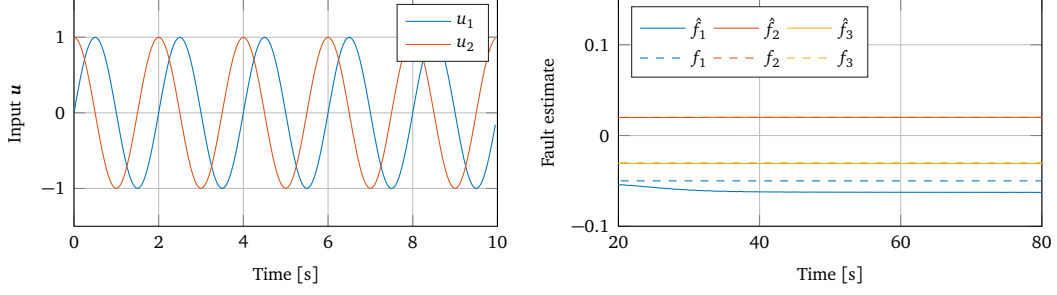 u₁
u₂
1
0
−1
0 2 4 6 8 10
Time [s]
Input u
f̂₁ f̂₂ f̂₃
f₁ f₂ f₃
0.1
0
−0.1
20 40 60 80
Time [s]
Fault estimate